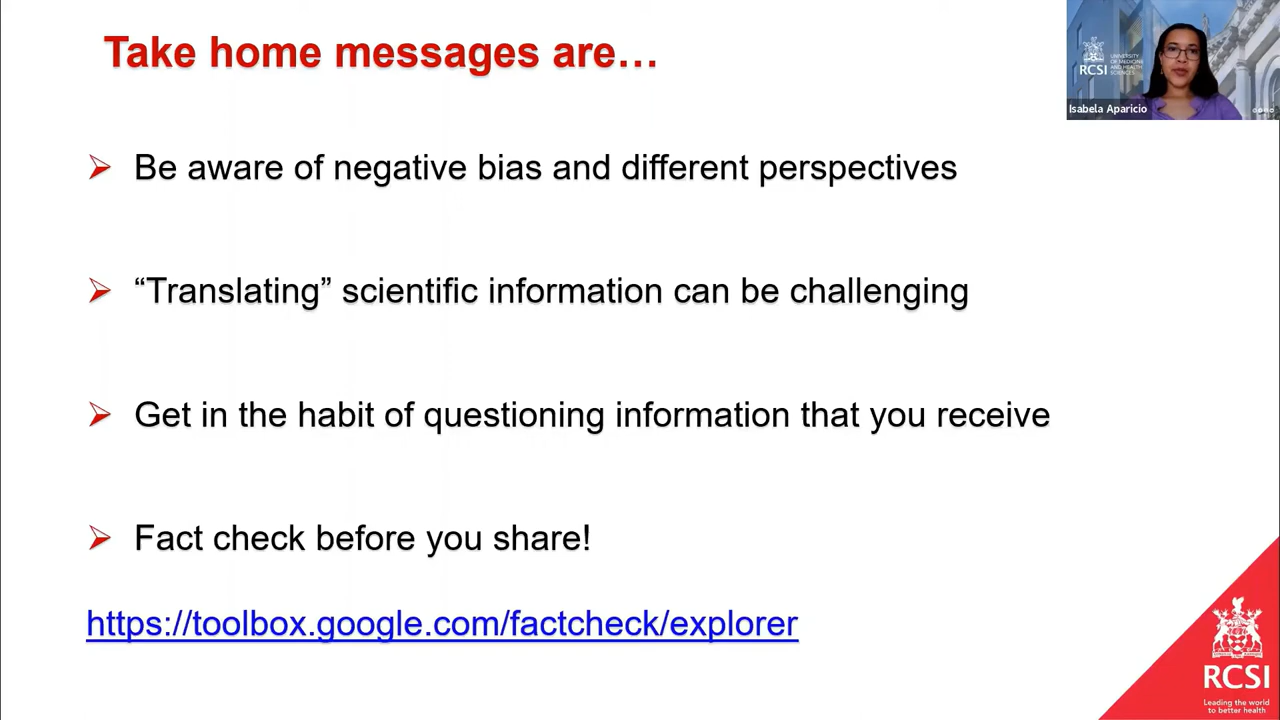 Take home messages are…
RCSI
UNIVERSITY
OF MEDICINE
AND HEALTH
SCIENCES
Isabela Aparicio
Be aware of negative bias and different perspectives
“Translating” scientific information can be challenging
Get in the habit of questioning information that you receive
Fact check before you share!
https://toolbox.google.com/factcheck/explorer
RCSI
Leading the world
to better health